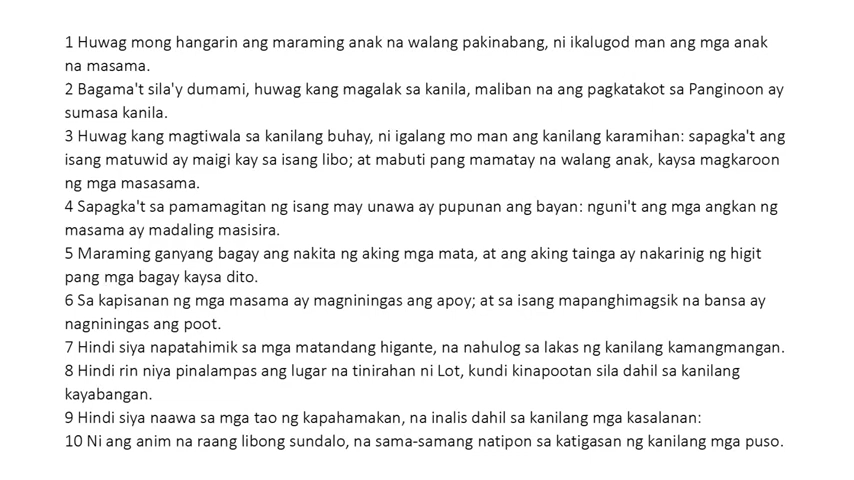 1 Huwag mong hangarin ang maraming anak na walang pakinabang, ni ikalugod man ang mga anak
na masama.
2 Bagama't sila'y dumami, huwag kang magalak sa kanila, maliban na ang pagkatakot sa Panginoon ay
sumasa kanila.
3 Huwag kang magtiwala sa kanilang buhay, ni igalang mo man ang kanilang karamihan: sapagka't ang
isang matuwid ay maigi kay sa isang libo; at mabuti pang mamatay na walang anak, kaysa magkaroon
ng mga masasama.
4 Sapagka't sa pamamagitan ng isang may unawa ay pupunan ang bayan: nguni't ang mga angkan ng
masama ay madaling masisira.
5 Maraming ganyang bagay ang nakita ng aking mga mata, at ang aking tainga ay nakarinig ng higit
pang mga bagay kaysa dito.
6 Sa kapisanan ng mga masama ay magniningas ang apoy; at sa isang mapanghimagsik na bansa ay
nagniningas ang poot.
7 Hindi siya napatahimik sa mga matandang higante, na nahulog sa lakas ng kanilang kamangmangan.
8 Hindi rin niya pinalampas ang lugar na tinirahan ni Lot, kundi kinapootan sila dahil sa kanilang
kayabangan.
9 Hindi siya naawa sa mga tao ng kapahamakan, na inalis dahil sa kanilang mga kasalanan:
10 Ni ang anim na raang libong sundalo, na sama-samang natipon sa katigasan ng kanilang mga puso.